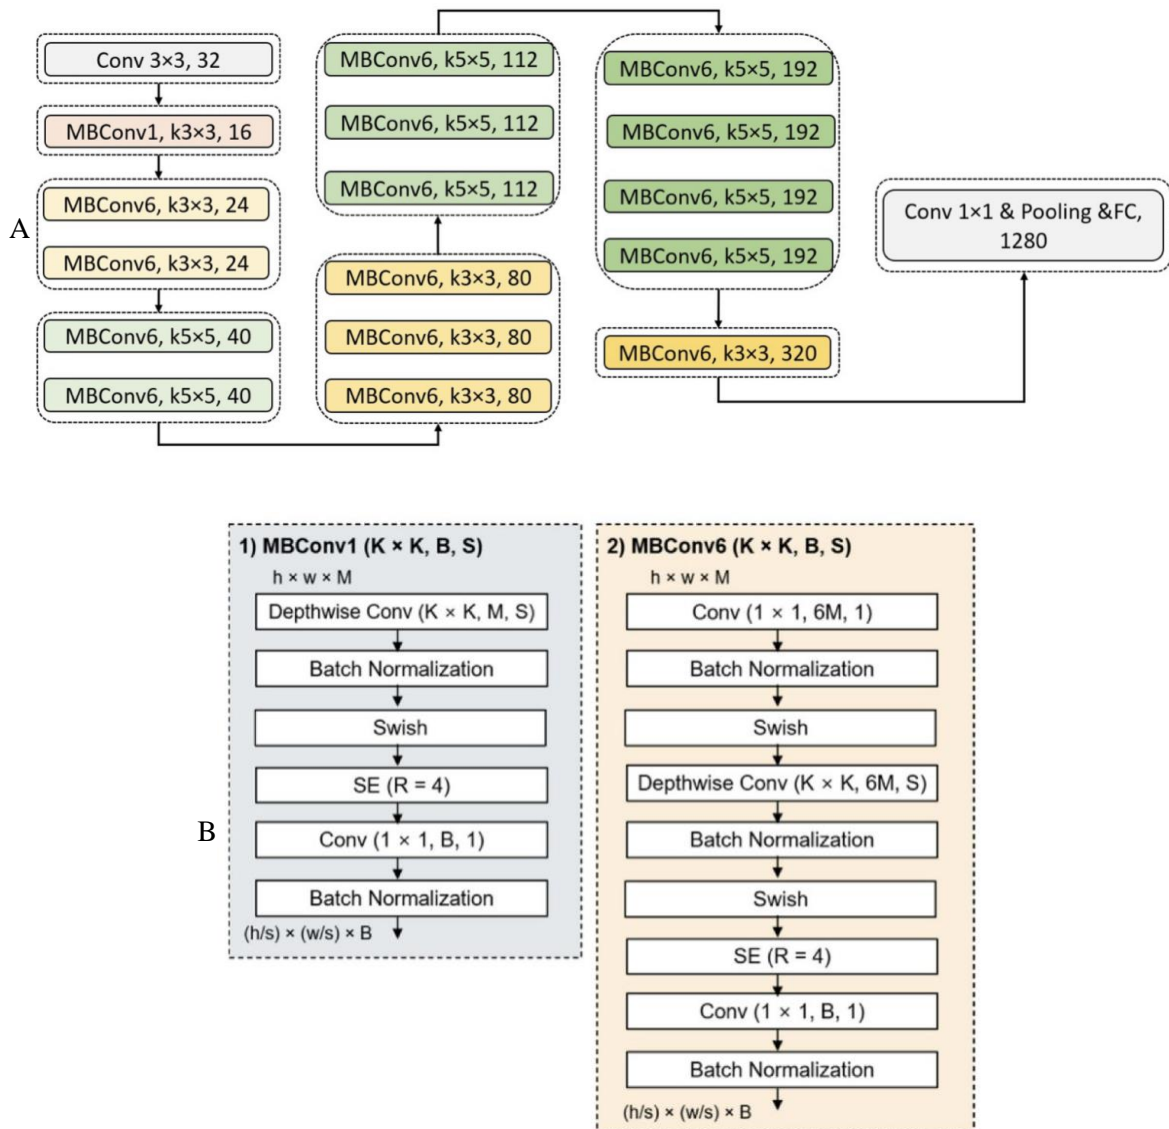 A
Conv 3×3, 32
MBConv1, k3×3, 16
MBConv6, k3×3, 24
MBConv6, k3×3, 24
MBConv6, k5×5, 40
MBConv6, k5×5, 40
MBConv6, k5×5, 112
MBConv6, k5×5, 112
MBConv6, k5×5, 112
MBConv6, k3×3, 80
MBConv6, k3×3, 80
MBConv6, k3×3, 80
MBConv6, k5×5, 192
MBConv6, k5×5, 192
MBConv6, k5×5, 192
MBConv6, k5×5, 192
MBConv6, k3×3, 320
Conv 1×1 & Pooling &FC,
1280
B
1) MBConv1 (K × K, B, S)
h × w × M
Depthwise Conv (K × K, M, S)
Batch Normalization
Swish
SE (R = 4)
Conv (1 × 1, B, 1)
Batch Normalization
(h/s) × (w/s) × B
2) MBConv6 (K × K, B, S)
h × w × M
Conv (1 × 1, 6M, 1)
Batch Normalization
Swish
Depthwise Conv (K × K, 6M, S)
Batch Normalization
Swish
SE (R = 4)
Conv (1 × 1, B, 1)
Batch Normalization
(h/s) × (w/s) × B